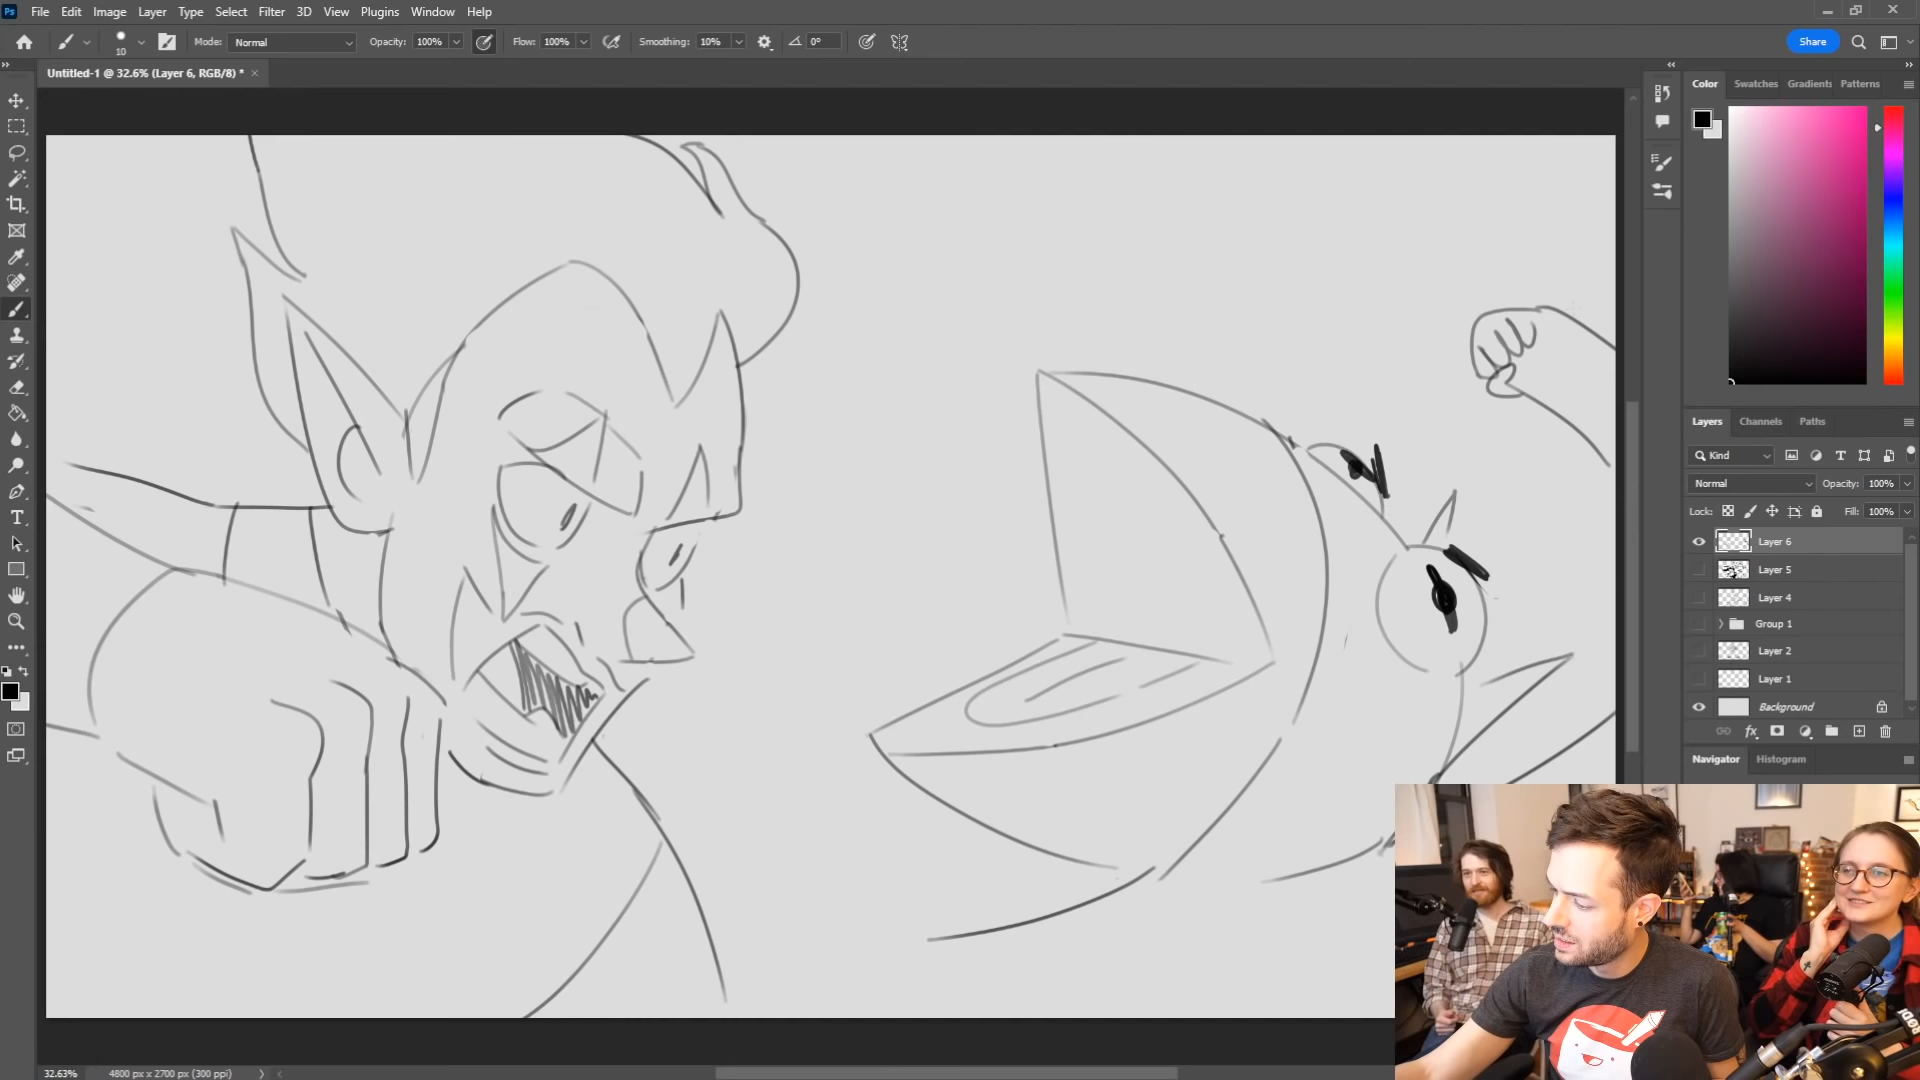 Ps File Edit Image Layer Type Select Filter 3D View Plugins Window Help
10 Mode: Normal Opacity: 100% Flow: 100% Smoothing: 10% 0° Share
Untitled-1 @ 32.6% (Layer 6, RGB/8) *
Color Swatches Gradients Patterns
Layers Channels Paths
Kind
Normal Opacity: 100%
Lock: Fill: 100%
Layer 6
Layer 5
Layer 4
Group 1
Layer 2
Layer 1
Background
fx
Navigator Histogram
32.63% 4800 px x 2700 px (300 ppi)